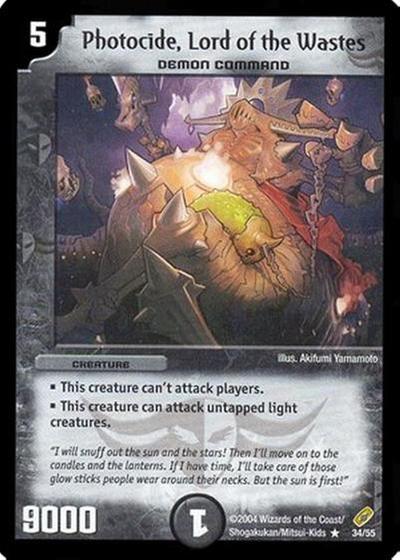 5
Photocide, Lord of the Wastes
DEMON COMMAND
illus. Akifumi Yamamoto
CREATURE
▪ This creature can't attack players.
▪ This creature can attack untapped light
creatures.
"I will snuff out the sun and the stars! Then I'll move on to the
candles and the lanterns. If I have time, I'll take care of those
glow sticks people wear around their necks. But the sun is first!"
9000
1
©2004 Wizards of the Coast/
Shogakukan/Mitsui-Kids ★ 34/55